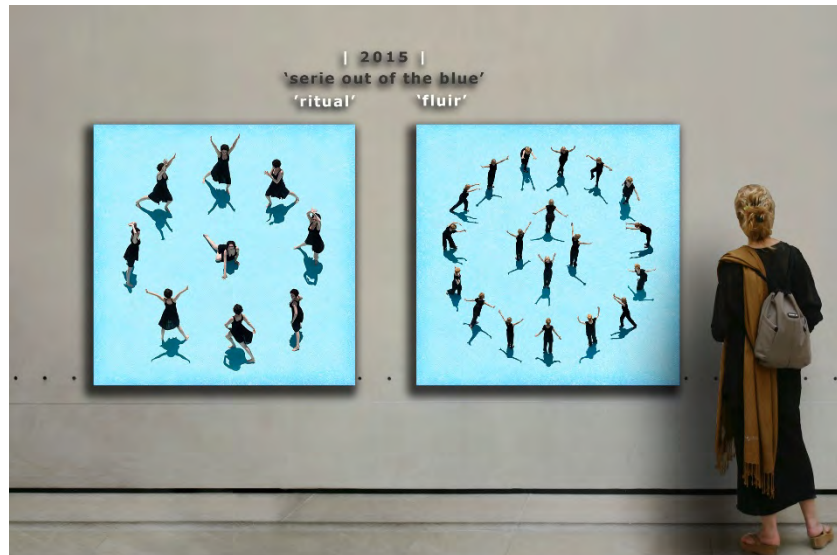 | 2015 |
‘serie out of the blue’
‘ritual’ ‘fluir’